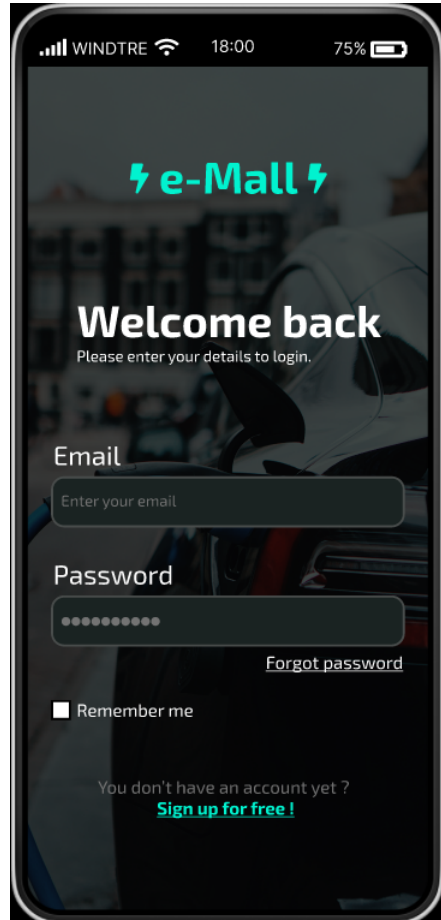 WINDTRE 18:00 75%
e-Mall
Welcome back
Please enter your details to login.
Email
Enter your email
Password
Forgot password
Remember me
You don't have an account yet ?
Sign up for free !